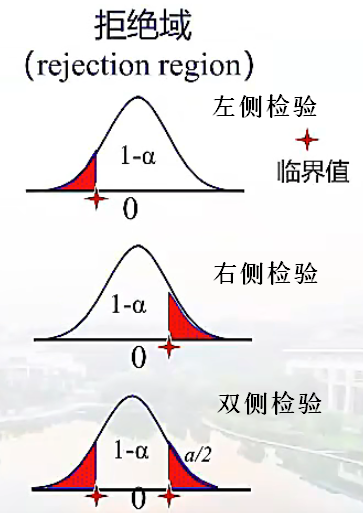 拒绝域
(rejection region)
左侧检验
1-α
临界值
0
右侧检验
1-α
0
双侧检验
1-α
a/2
0